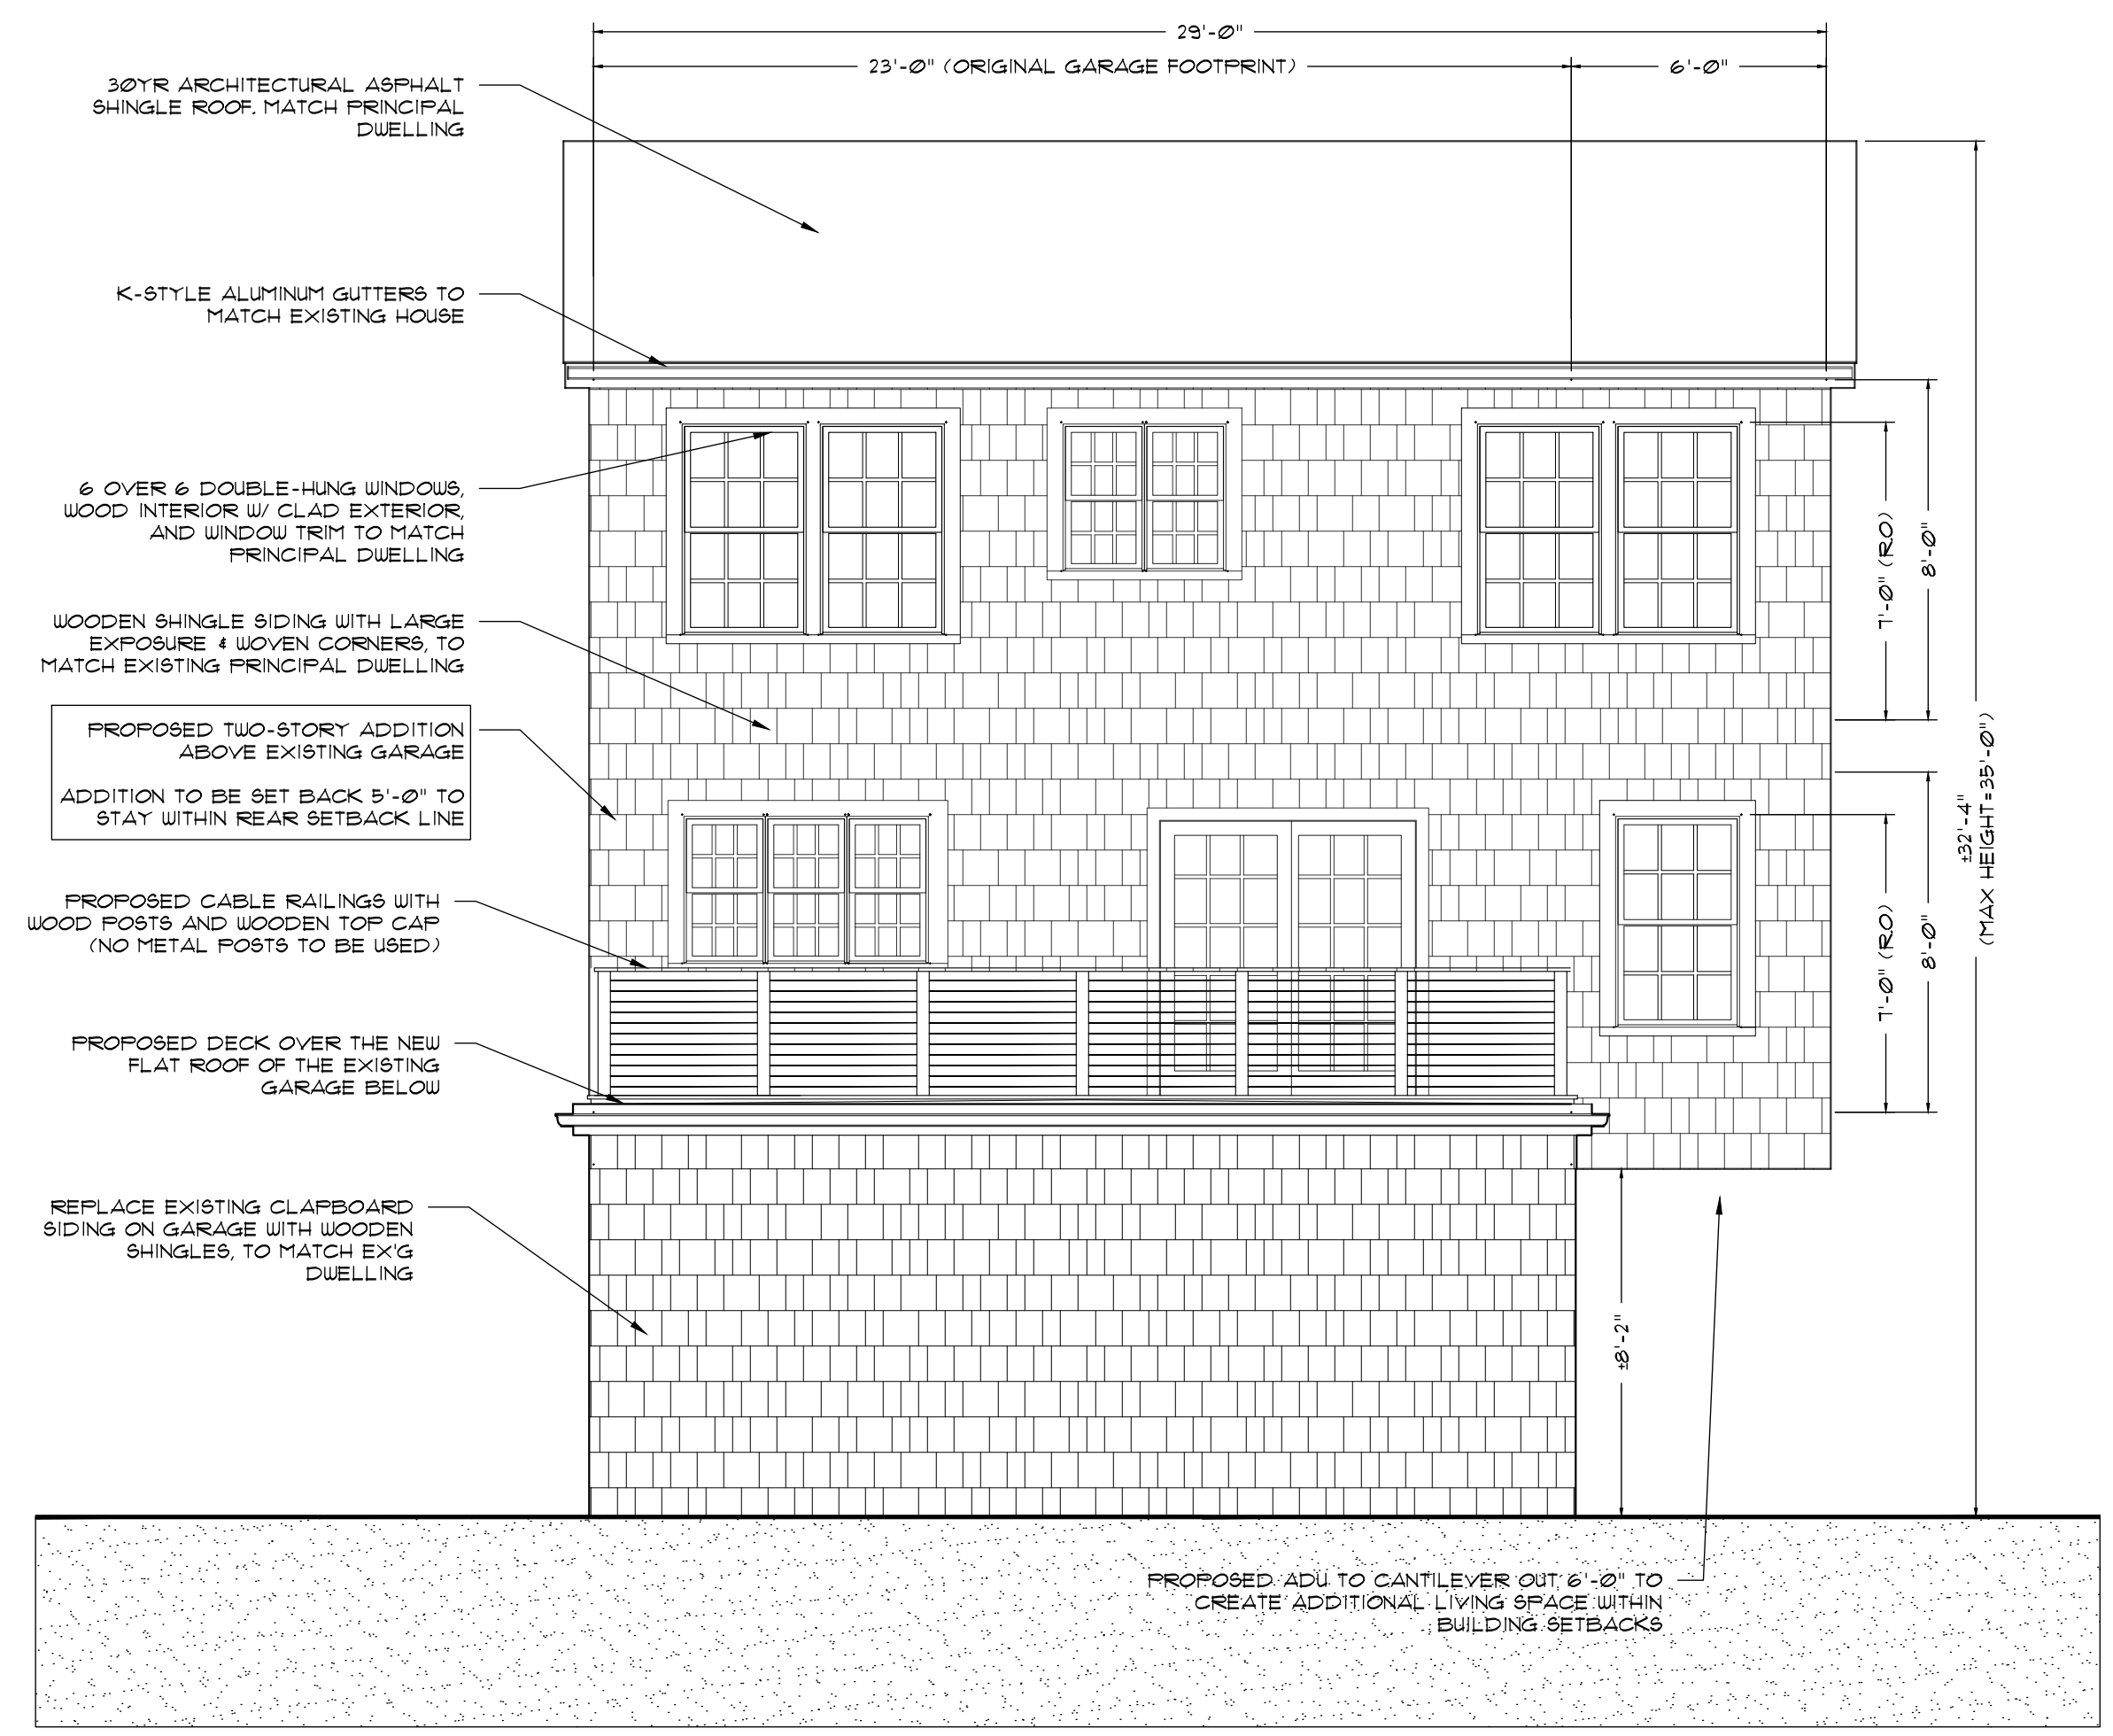 29'-0"
23'-0" (ORIGINAL GARAGE FOOTPRINT)
6'-0"
30YR ARCHITECTURAL ASPHALT
SHINGLE ROOF. MATCH PRINCIPAL
DWELLING
K-STYLE ALUMINUM GUTTERS TO
MATCH EXISTING HOUSE
6 OVER 6 DOUBLE-HUNG WINDOWS,
WOOD INTERIOR W/ CLAD EXTERIOR,
AND WINDOW TRIM TO MATCH
PRINCIPAL DWELLING
WOODEN SHINGLE SIDING WITH LARGE
EXPOSURE & WOVEN CORNERS, TO
MATCH EXISTING PRINCIPAL DWELLING
PROPOSED TWO-STORY ADDITION
ABOVE EXISTING GARAGE
ADDITION TO BE SET BACK 5'-0" TO
STAY WITHIN REAR SETBACK LINE
PROPOSED CABLE RAILINGS WITH
WOOD POSTS AND WOODEN TOP CAP
(NO METAL POSTS TO BE USED)
PROPOSED DECK OVER THE NEW
FLAT ROOF OF THE EXISTING
GARAGE BELOW
REPLACE EXISTING CLAPBOARD
SIDING ON GARAGE WITH WOODEN
SHINGLES, TO MATCH EX'G
DWELLING
7'-0" (R.O)
8'-0"
7'-0" (R.O)
8'-0"
±32'-4"
(MAX HEIGHT=35'-0")
±8'-2"
PROPOSED ADU TO CANTILEVER OUT 6'-0" TO
CREATE ADDITIONAL LIVING SPACE WITHIN
BUILDING SETBACKS